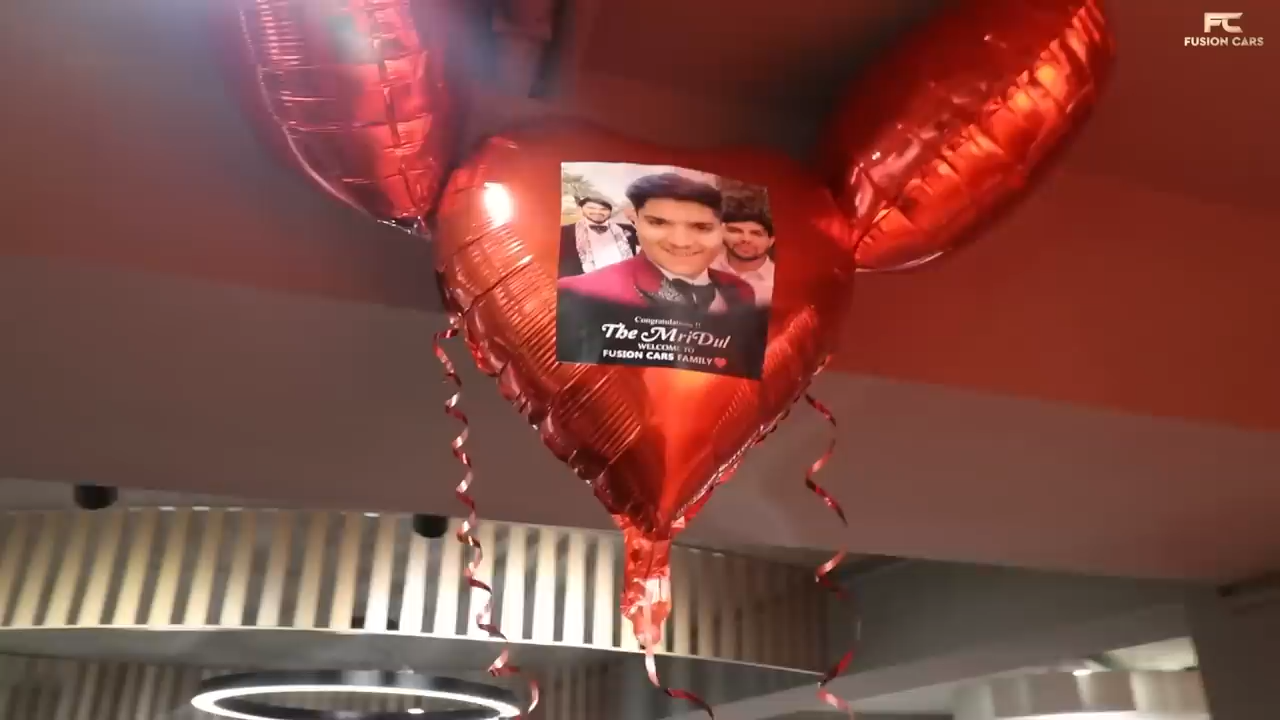 FC
FUSION CARS
Congratulations !!
The MriDul
WELCOME TO
FUSION CARS FAMILY❤️